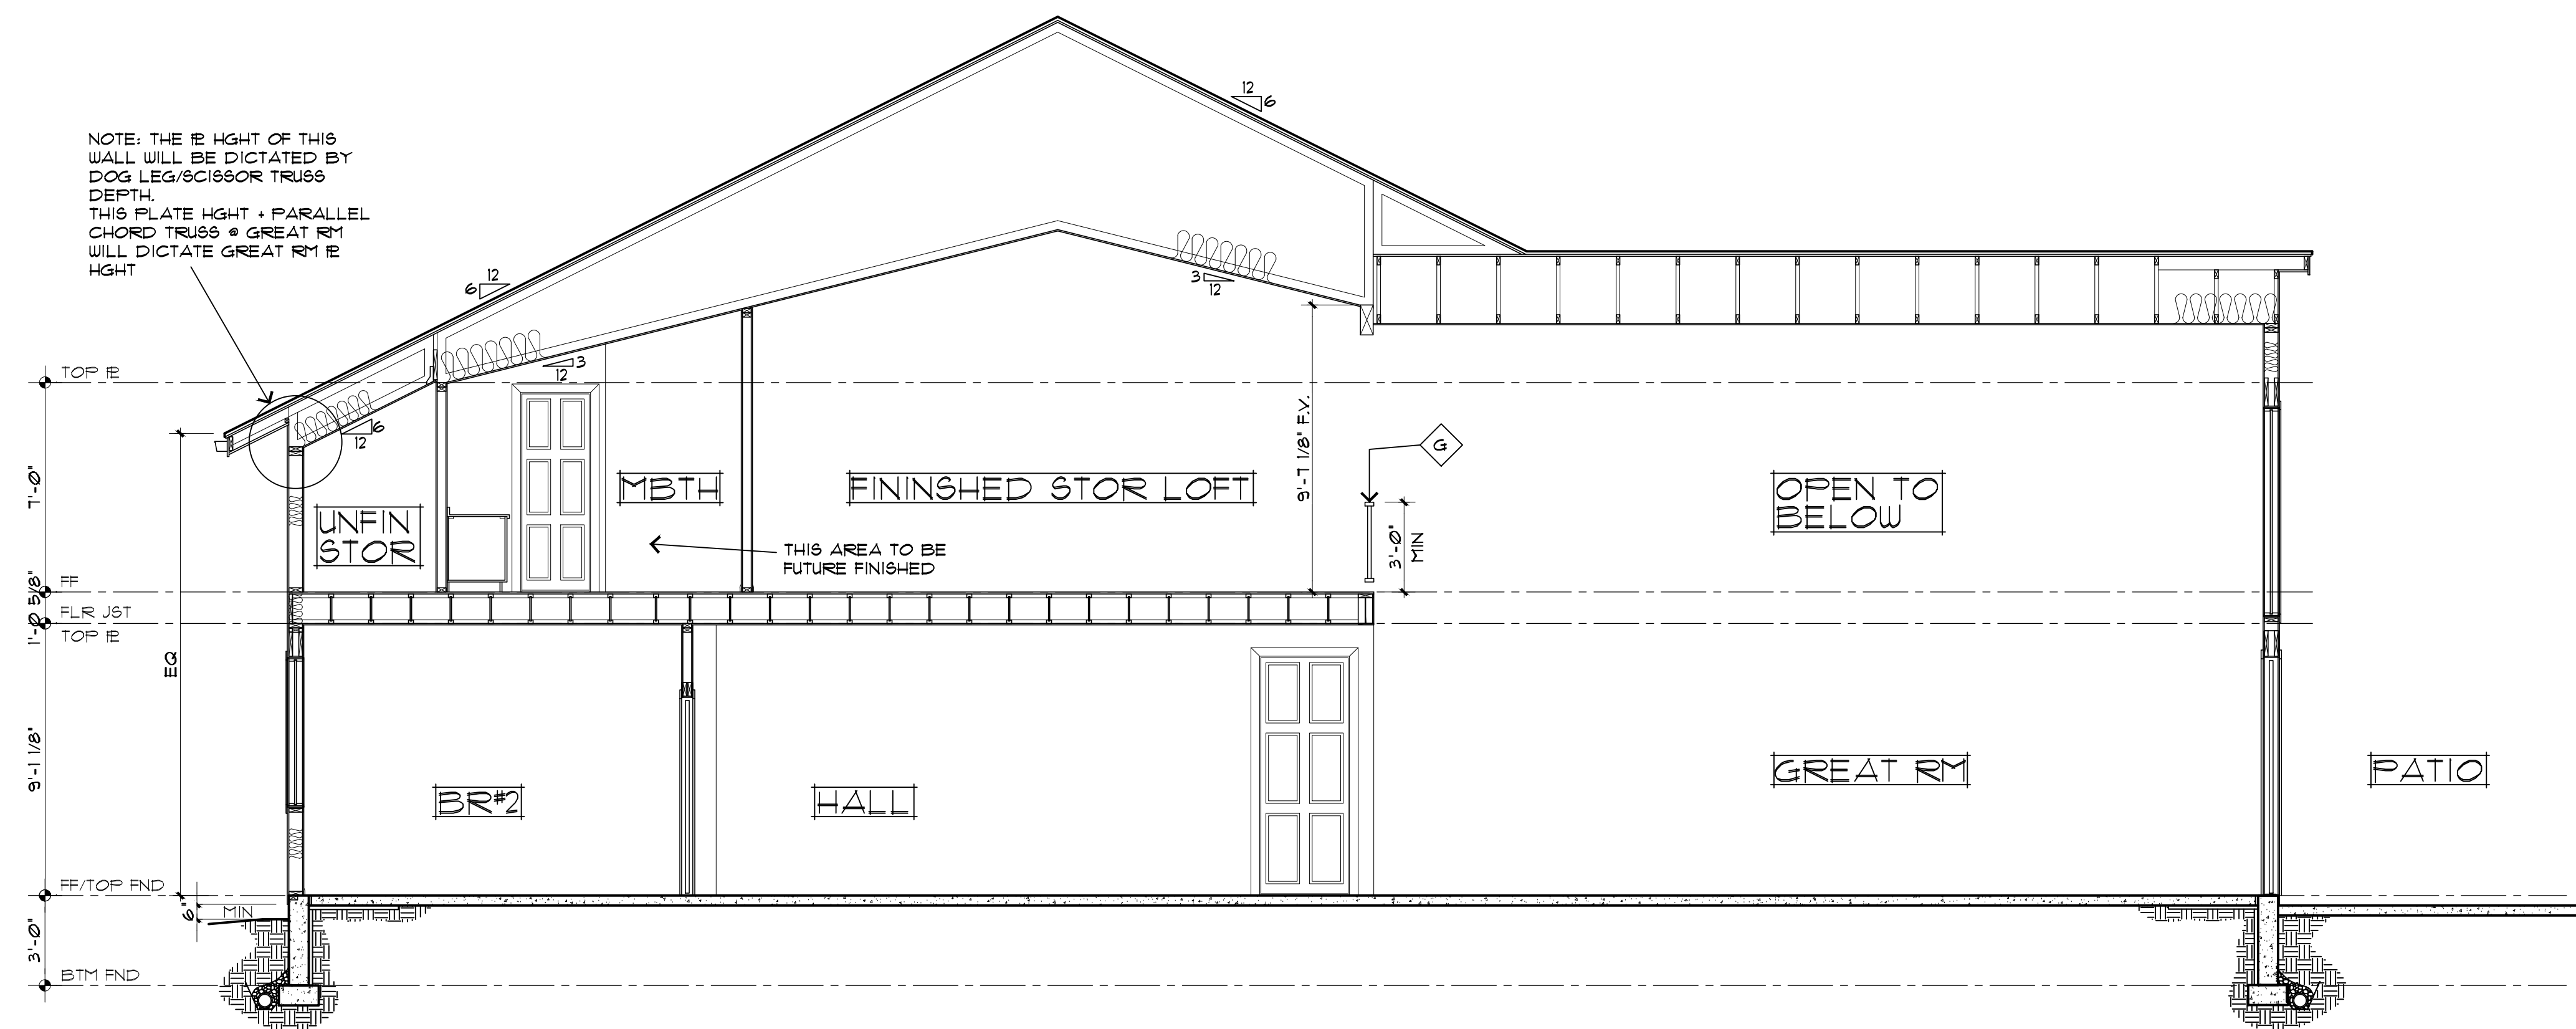 12
6
NOTE: THE PL HGHT OF THIS
WALL WILL BE DICTATED BY
DOG LEG/SCISSOR TRUSS
DEPTH.
THIS PLATE HGHT + PARALLEL
CHORD TRUSS @ GREAT RM
WILL DICTATE GREAT RM PL
HGHT
12
6
3
12
TOP PL
3
12
6
12
9'-7 1/8" F.V.
G
7'-0"
UNFIN
STOR
MBTH
FININSHED STOR LOFT
OPEN TO
BELOW
3'-0"
MIN
THIS AREA TO BE
FUTURE FINISHED
FF
1'-0 5/8"
FLR JST
TOP PL
EQ
9'-1 1/8"
BR#2
HALL
GREAT RM
PATIO
FF/TOP FND
6"
MIN
3'-0"
BTM FND